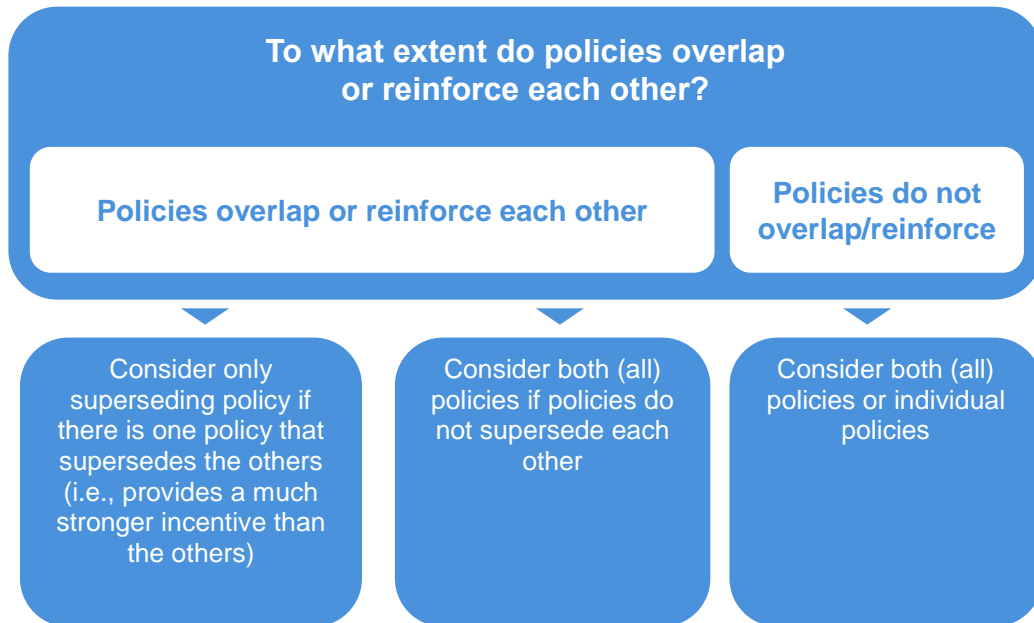 To what extent do policies overlap
or reinforce each other?
Policies overlap or reinforce each other
Policies do not
overlap/reinforce
Consider only
superseding policy if
there is one policy that
supersedes the others
(i.e., provides a much
stronger incentive than
the others)
Consider both (all)
policies if policies do
not supersede each
other
Consider both (all)
policies or individual
policies